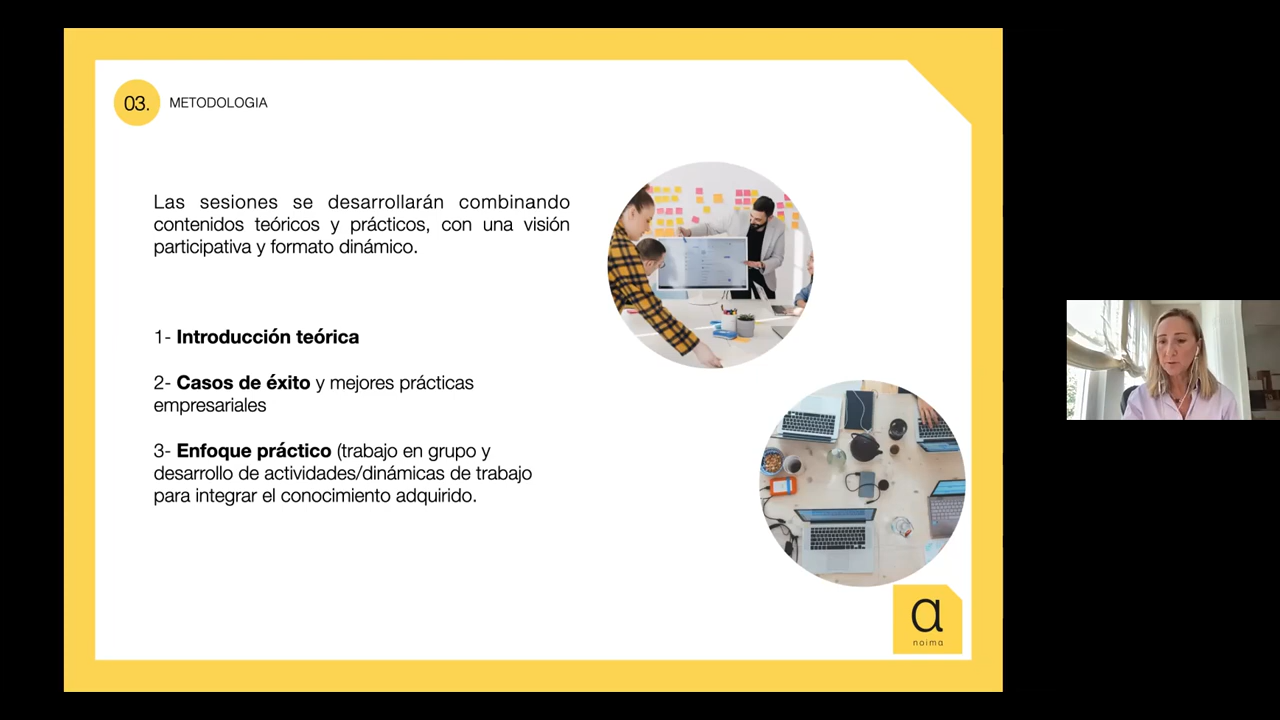 03.
METODOLOGIA
Las sesiones se desarrollarán combinando
contenidos teóricos y prácticos, con una visión
participativa y formato dinámico.
1- Introducción teórica
2- Casos de éxito y mejores prácticas
empresariales
3- Enfoque práctico (trabajo en grupo y
desarrollo de actividades/dinámicas de trabajo
para integrar el conocimiento adquirido.
a
noima